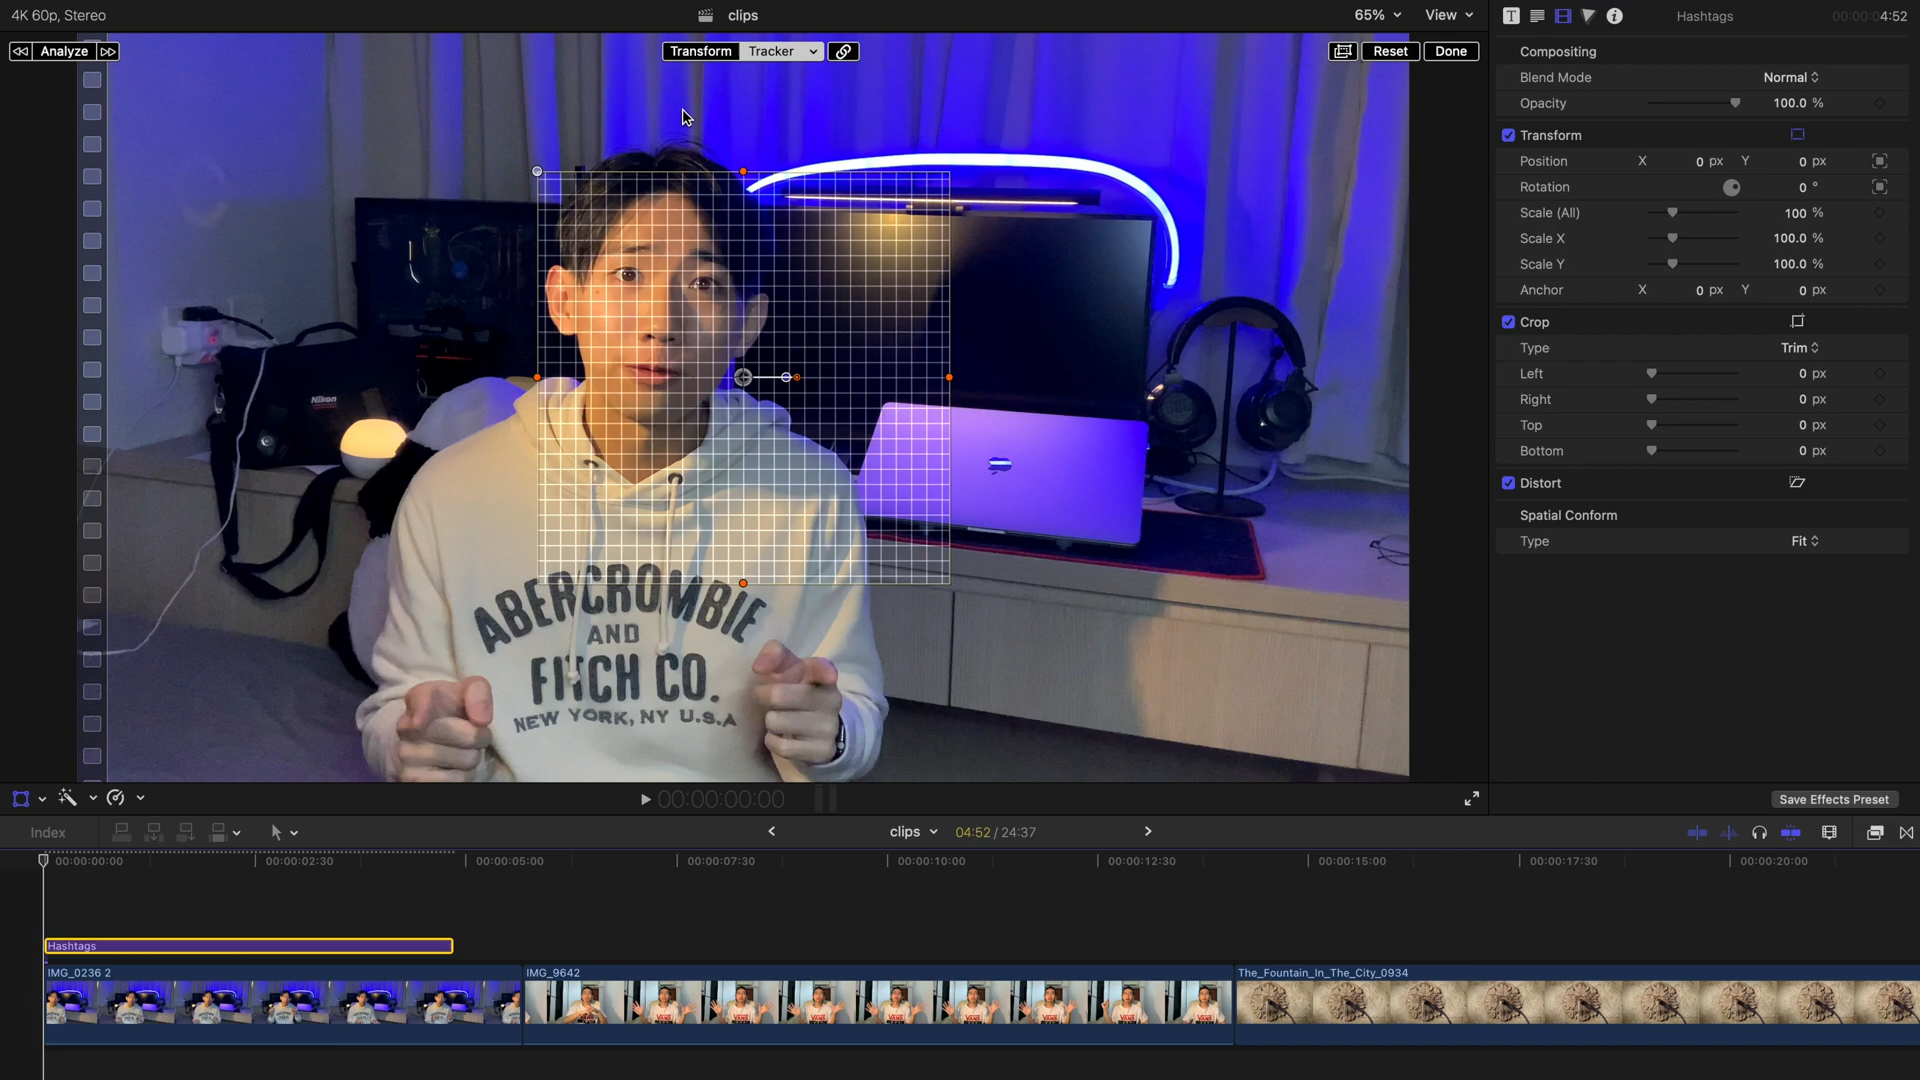 4K 60p, Stereo
clips
65%
View
Hashtags
00:00:04:52
Analyze
Transform
Tracker
Reset
Done
Compositing
Blend Mode
Normal
Opacity
100.0 %
Transform
Position
X
0 px
Y
0 px
Rotation
0 °
Scale (All)
100 %
Scale X
100.0 %
Scale Y
100.0 %
Anchor
X
0 px
Y
0 px
Crop
Type
Trim
Left
0 px
Right
0 px
Top
0 px
Bottom
0 px
Distort
Spatial Conform
Type
Fit
Nikon
ABERCROMBIE
AND
FITCH CO.
NEW YORK, NY U.S.A
00:00:00:00
Save Effects Preset
Index
clips
04:52 / 24:37
00:00:00:00
00:00:02:30
00:00:05:00
00:00:07:30
00:00:10:00
00:00:12:30
00:00:15:00
00:00:17:30
00:00:20:00
Hashtags
IMG_0236 2
IMG_9642
The_Fountain_In_The_City_0934